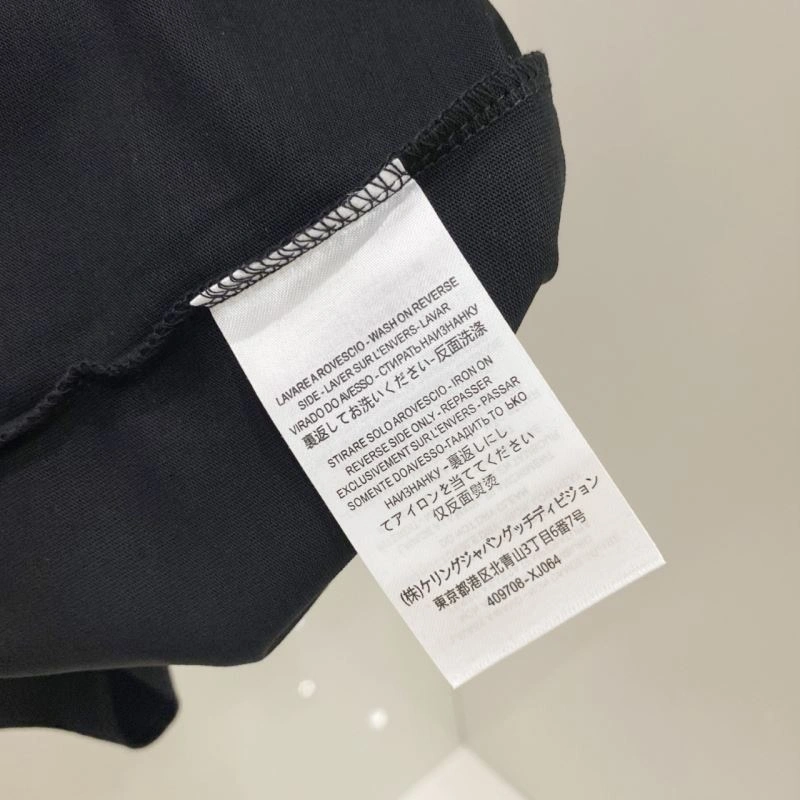 LAVARE A ROVESCIO - WASH ON REVERSE
SIDE - LAVER SUR L'ENVERS- LAVAR
VIRADO DO AVESSO - СТИРАТЬ НАИЗНАНКУ
裏返してお洗いください-反面洗涤
STIRARE SOLO AROVESCIO - IRON ON
REVERSE SIDE ONLY - REPASSER
EXCLUSIVEMENT SUR L'ENVERS - PASSAR
SOMENTE DOAVESSO-ГААДИТЬ ТО ЬКО
НАИЗНАНКУ - 裏返しにし
てアイロンを当ててください
仅反面熨烫
(株)ケリングジャパングッチディビジョン
東京都港区北青山3丁目6番7号
409708-XJ064